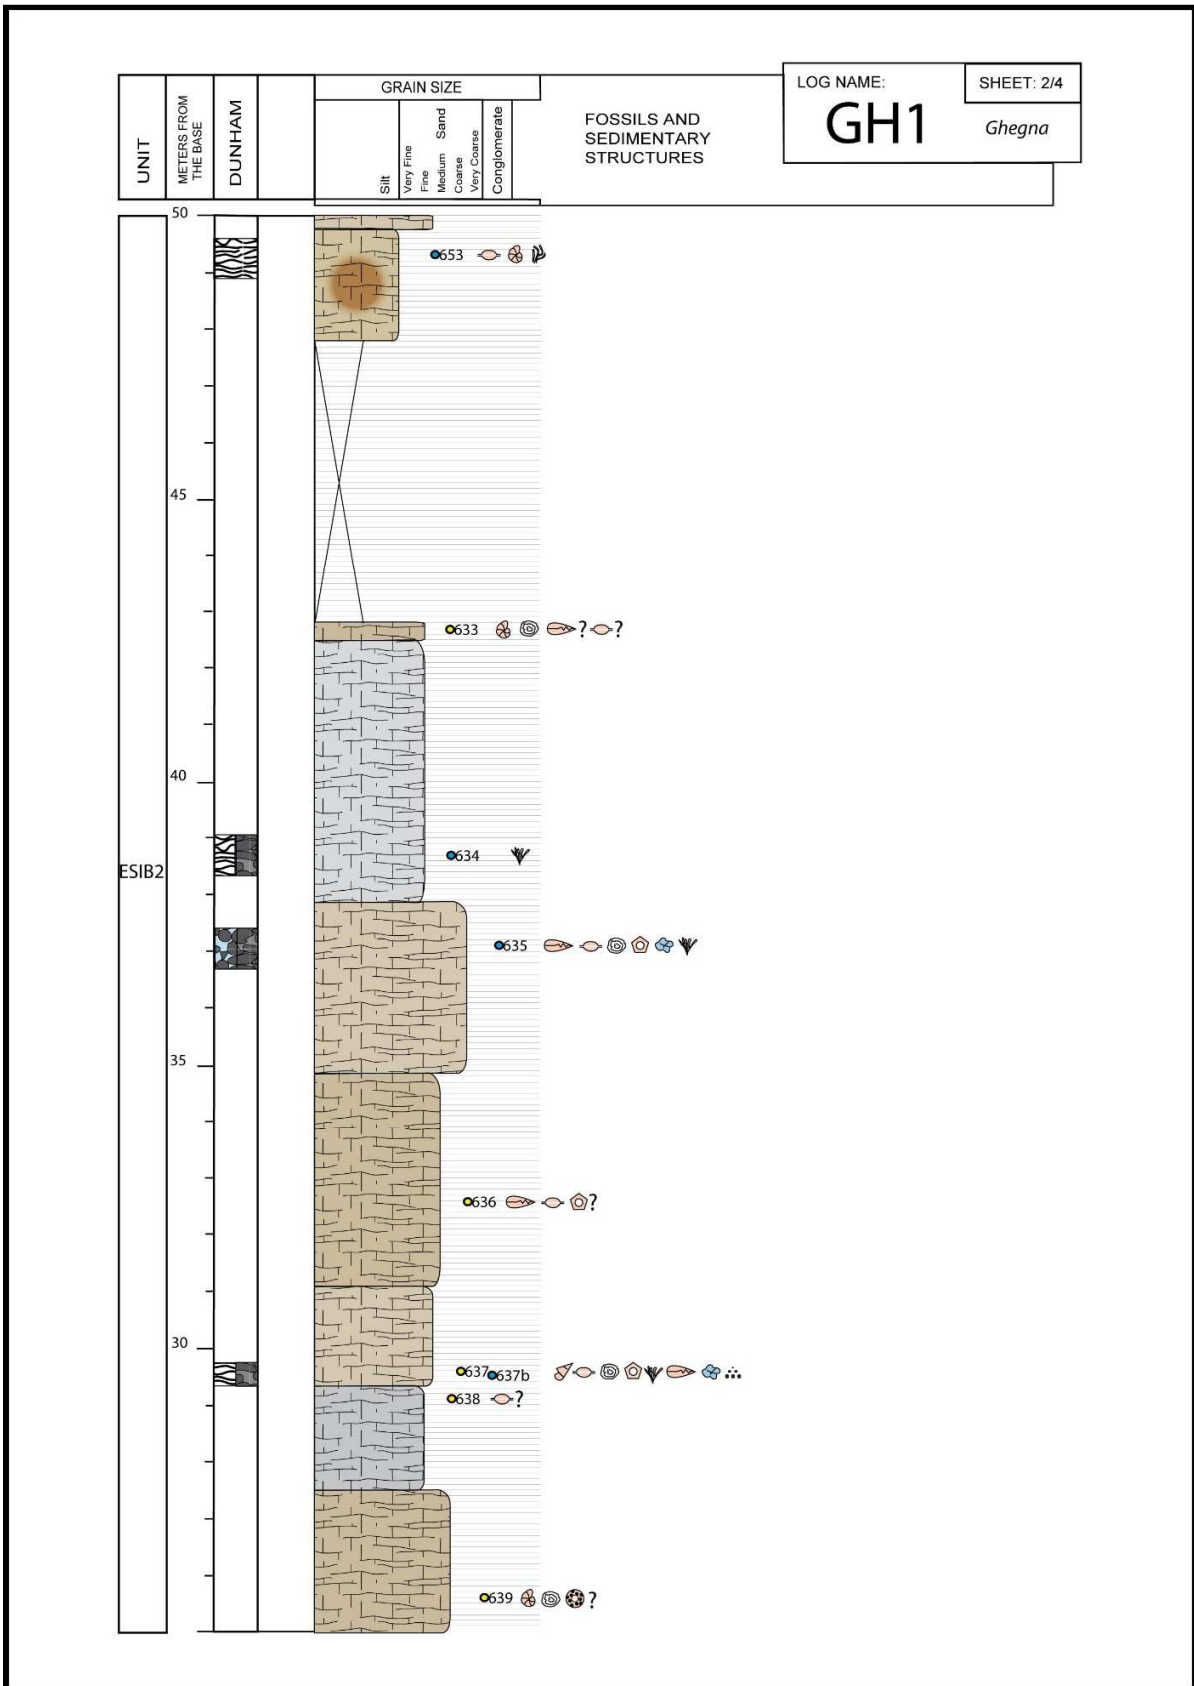 UNIT
METERS FROM
THE BASE
DUNHAM
GRAIN SIZE
Silt
Very Fine
Fine
Medium Sand
Coarse
Very Coarse
Conglomerate
FOSSILS AND
SEDIMENTARY
STRUCTURES
LOG NAME:
GH1
SHEET: 2/4
Ghegna
50
653
45
633 ? ?
40
634
ESIB2
635
35
636 ?
30
637 637b
638 ?
639 ?